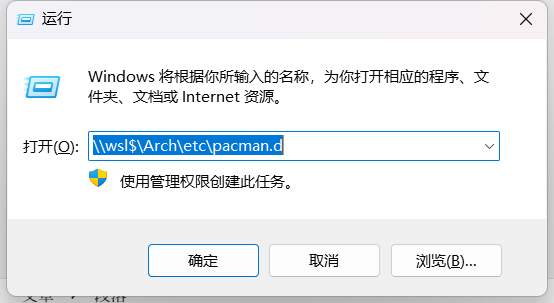 运行
Windows 将根据你所输入的名称，为你打开相应的程序、文
件夹、文档或 Internet 资源。
打开(O): \\wsl$\Arch\etc\pacman.d
使用管理权限创建此任务。
确定 取消 浏览(B)...